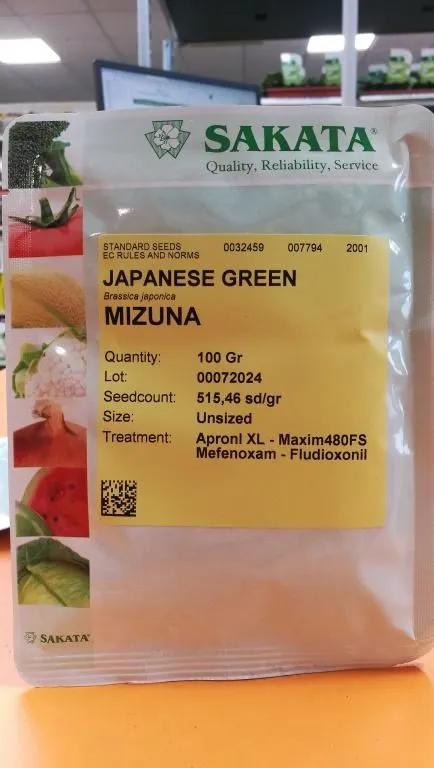 SAKATA®
Quality, Reliability, Service
STANDARD SEEDS 0032459 007794 2001
EC RULES AND NORMS
JAPANESE GREEN
Brassica japonica
MIZUNA
Quantity: 100 Gr
Lot: 00072024
Seedcount: 515,46 sd/gr
Size: Unsized
Treatment: Apronl XL - Maxim480FS
Mefenoxam - Fludioxonil
SAKATA®